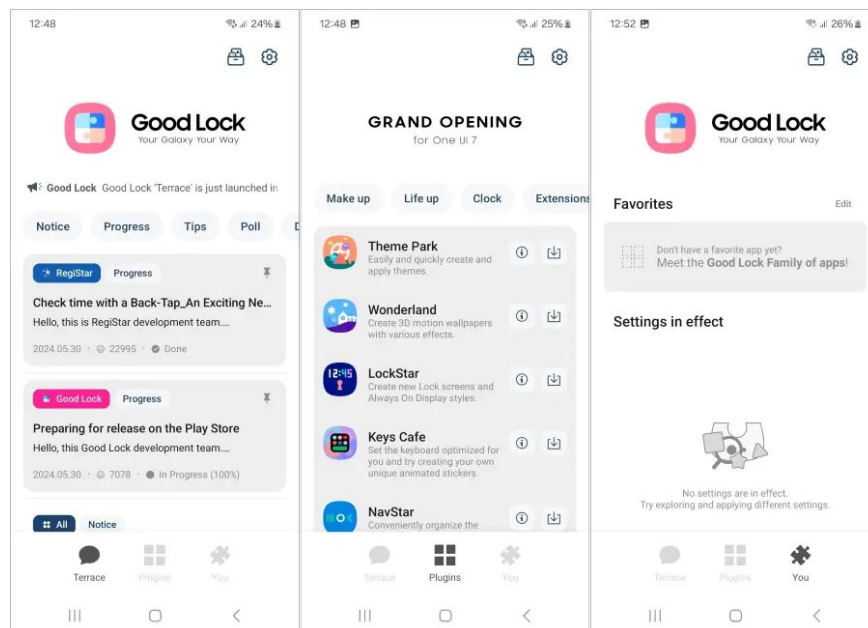 12:48
24%
Good Lock
Your Galaxy Your Way
Good Lock Good Lock 'Terrace' is just launched in
Notice Progress Tips Poll D
RegiStar Progress
Check time with a Back-Tap_An Exciting Ne...
Hello, this is RegiStar development team....
2024.05.30 · 22995 · Done
Good Lock Progress
Preparing for release on the Play Store
Hello, this Good Lock development team....
2024.05.30 · 7078 · In Progress (100%)
All Notice
Terrace Plugins You
12:48
25%
GRAND OPENING
for One UI 7
Make up Life up Clock Extensions
Theme Park
Easily and quickly create and
apply themes.
Wonderland
Create 3D motion wallpapers
with various effects.
12:45
LockStar
Create new Lock screens and
Always On Display styles.
Keys Cafe
Set the keyboard optimized for
you and try creating your own
unique animated stickers.
NavStar
Conveniently organize the
Terrace Plugins You
12:52
26%
Good Lock
Your Galaxy Your Way
Favorites Edit
Don't have a favorite app yet?
Meet the Good Lock Family of apps!
Settings in effect
No settings are in effect.
Try exploring and applying different settings.
Terrace Plugins You